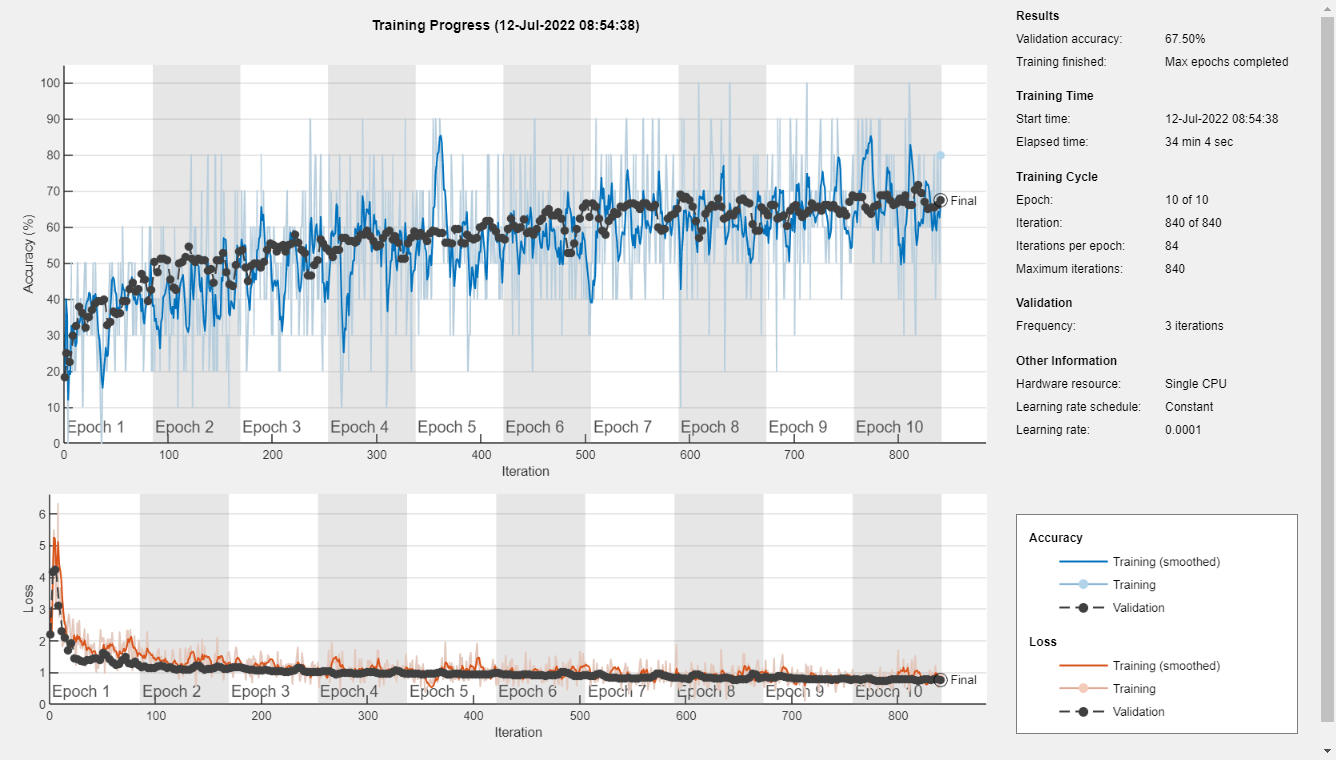 Training Progress (12-Jul-2022 08:54:38)
100
90
80
70
60
50
40
30
20
10
0
Accuracy (%)
Final
Epoch 1 Epoch 2 Epoch 3 Epoch 4 Epoch 5 Epoch 6 Epoch 7 Epoch 8 Epoch 9 Epoch 10
0 100 200 300 400 500 600 700 800
Iteration
6
5
4
3
2
1
0
Loss
Final
Epoch 1 Epoch 2 Epoch 3 Epoch 4 Epoch 5 Epoch 6 Epoch 7 Epoch 8 Epoch 9 Epoch 10
0 100 200 300 400 500 600 700 800
Iteration
Results
Validation accuracy: 67.50%
Training finished: Max epochs completed
Training Time
Start time: 12-Jul-2022 08:54:38
Elapsed time: 34 min 4 sec
Training Cycle
Epoch: 10 of 10
Iteration: 840 of 840
Iterations per epoch: 84
Maximum iterations: 840
Validation
Frequency: 3 iterations
Other Information
Hardware resource: Single CPU
Learning rate schedule: Constant
Learning rate: 0.0001
Accuracy
Training (smoothed)
Training
Validation
Loss
Training (smoothed)
Training
Validation